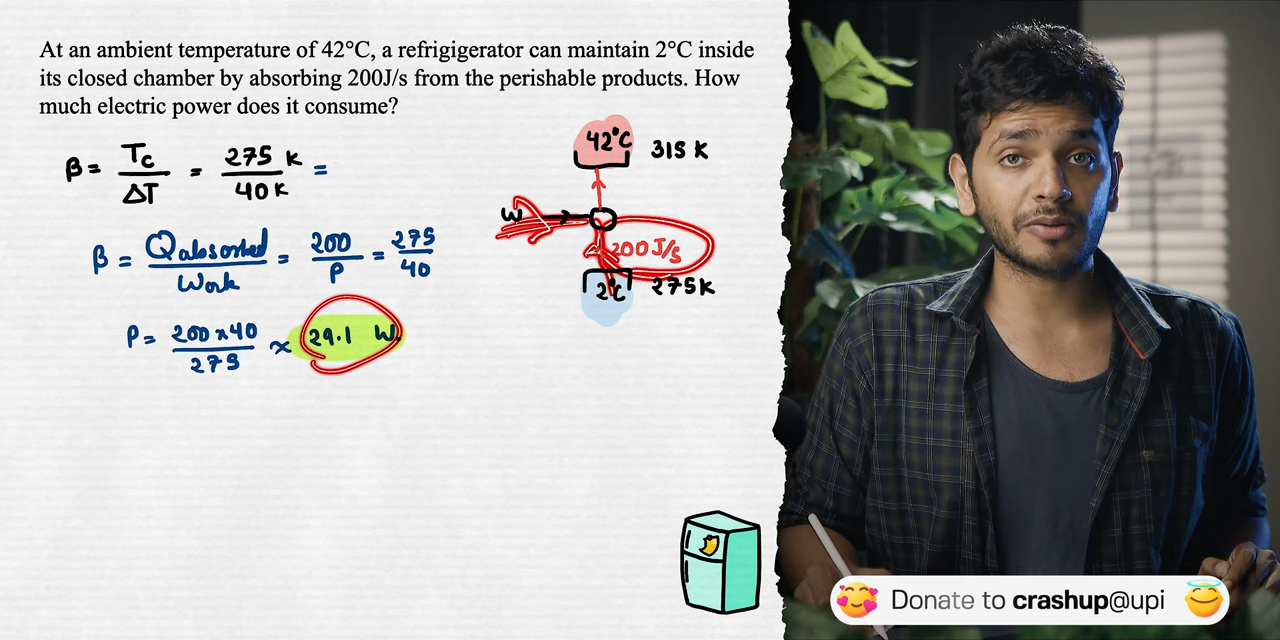 At an ambient temperature of 42°C, a refrigigerator can maintain 2°C inside
its closed chamber by absorbing 200J/s from the perishable products. How
much electric power does it consume?
β = Tc / ΔT = 275 K / 40 K =
β = Qabsorbed / Work = 200 / P = 275 / 40
P = 200 × 40 / 275 ≈ 29.1 W
42°C 315 K
W
200 J/s
2°C 275K
Donate to crashup@upi